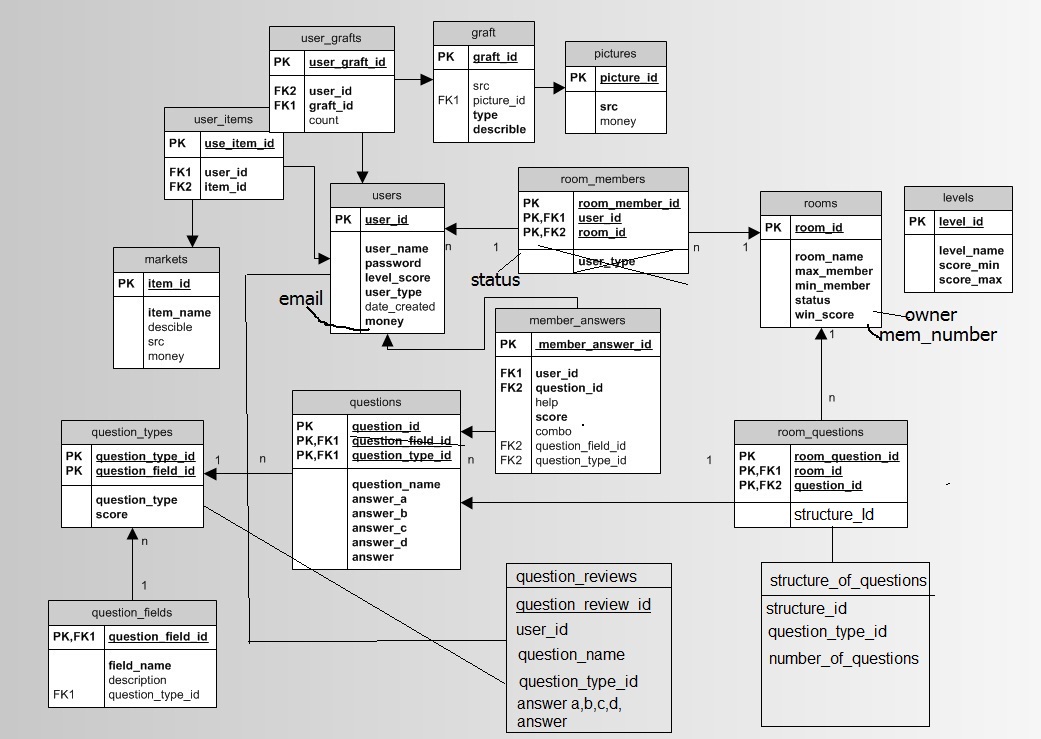 user_grafts
PK user_graft_id
FK2 user_id
FK1 graft_id
count
graft
PK graft_id
src
FK1 picture_id
type
describle
pictures
PK picture_id
src
money
user_items
PK use_item_id
FK1 user_id
FK2 item_id
users
PK user_id
user_name
password
level_score
user_type
date_created
money
email
room_members
PK room_member_id
PK,FK1 user_id
PK,FK2 room_id
user_type
status
n
1
n
1
rooms
PK room_id
room_name
max_member
min_member
status
win_score
owner
mem_number
levels
PK level_id
level_name
score_min
score_max
markets
PK item_id
item_name
descible
src
money
member_answers
PK member_answer_id
FK1 user_id
FK2 question_id
help
score
combo
FK2 question_field_id
FK2 question_type_id
1
n
questions
PK question_id
PK,FK1 question_field_id
PK,FK1 question_type_id
question_name
answer_a
answer_b
answer_c
answer_d
answer
question_types
PK question_type_id
PK question_field_id
question_type
score
1
n
n
1
room_questions
PK room_question_id
PK,FK1 room_id
PK,FK2 question_id
structure_Id
n
1
question_fields
PK,FK1 question_field_id
field_name
description
FK1 question_type_id
question_reviews
question_review_id
user_id
question_name
question_type_id
answer a,b,c,d,
answer
structure_of_questions
structure_id
question_type_id
number_of_questions